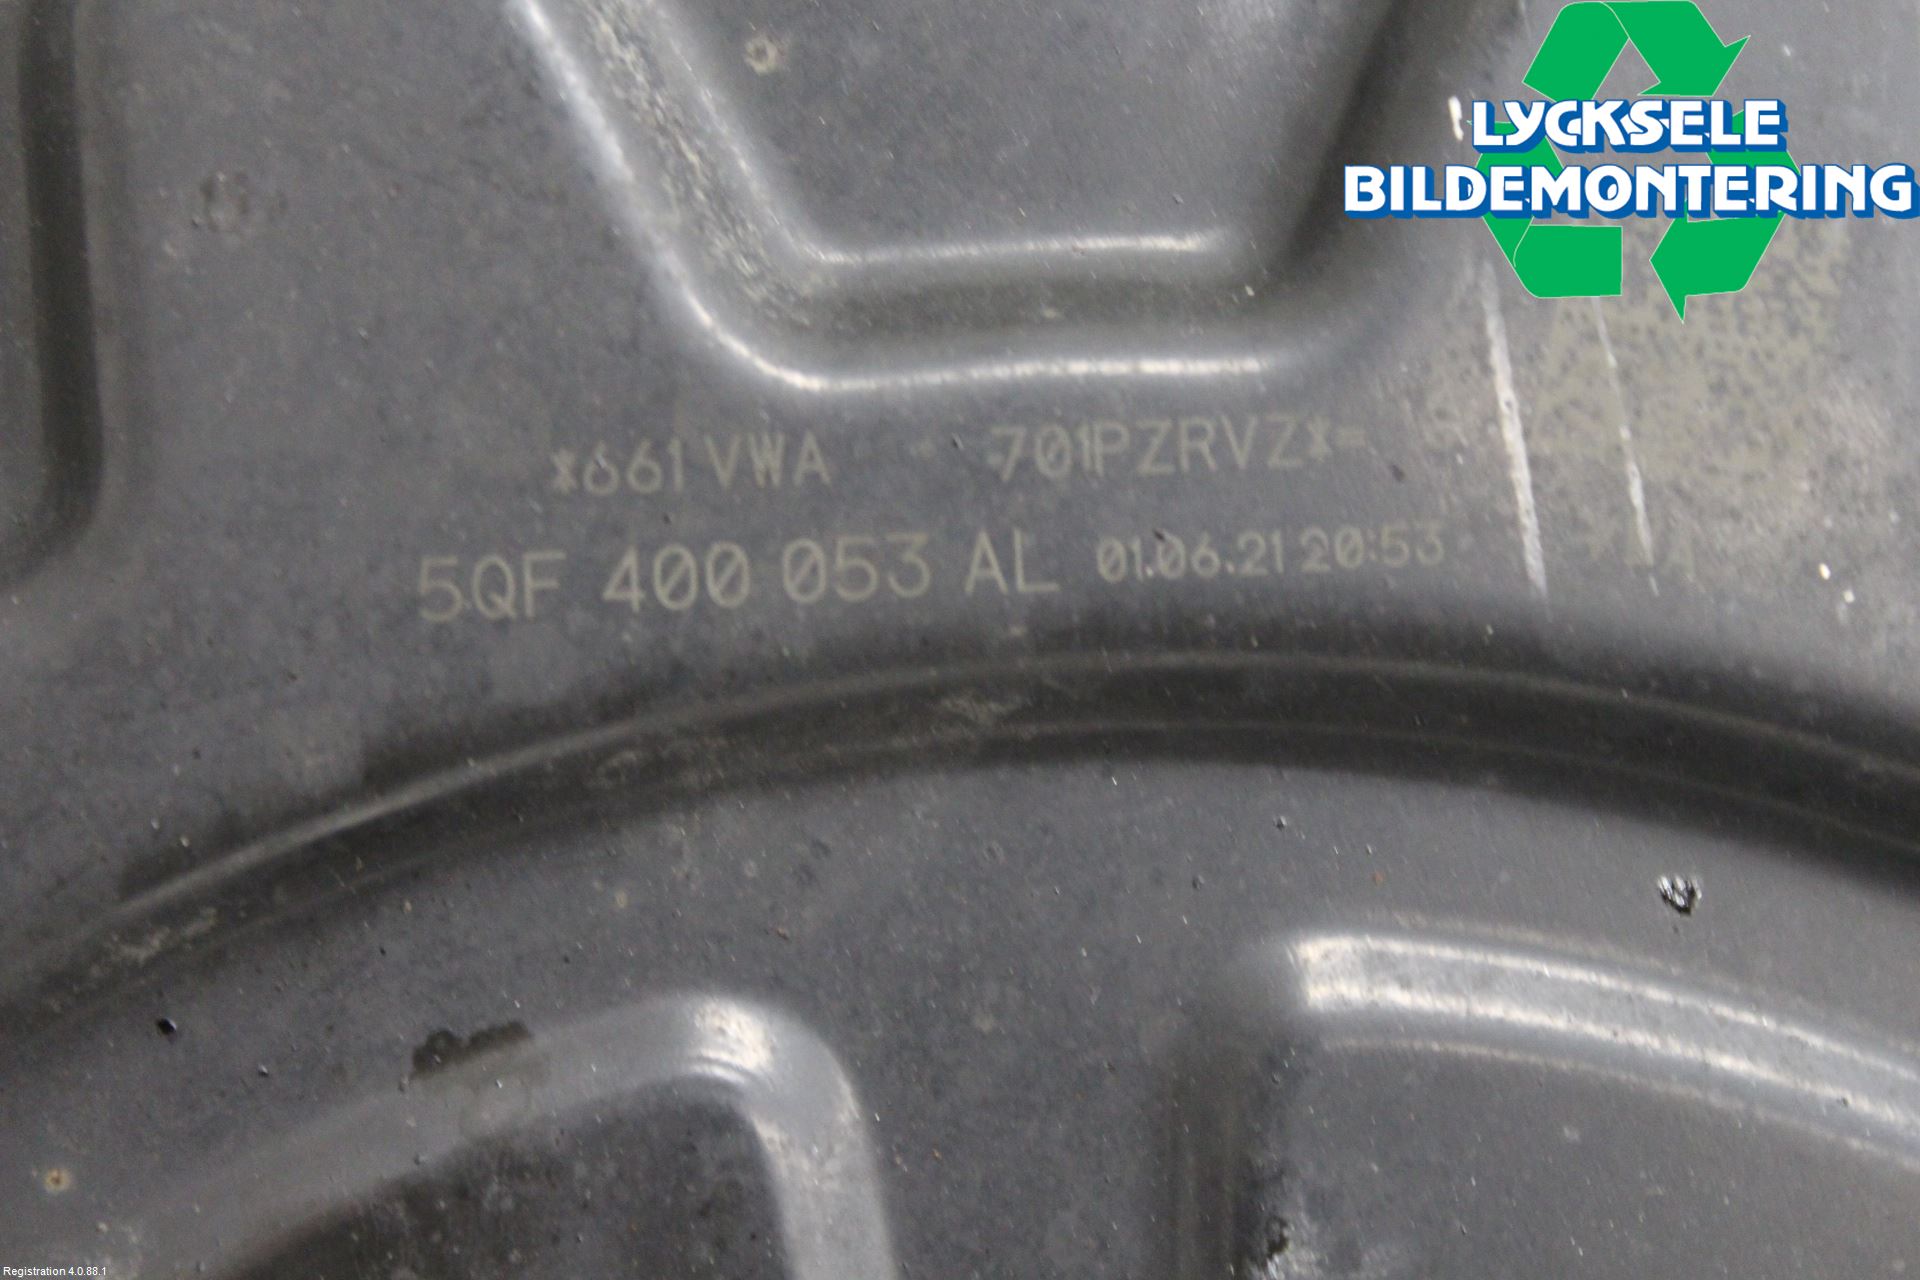 LYCKSELE
BILDEMONTERING
*661VWA 701PZRVZ*=
5QF 400 053 AL 01.06.21 20:53
Registration 4.0.88.1